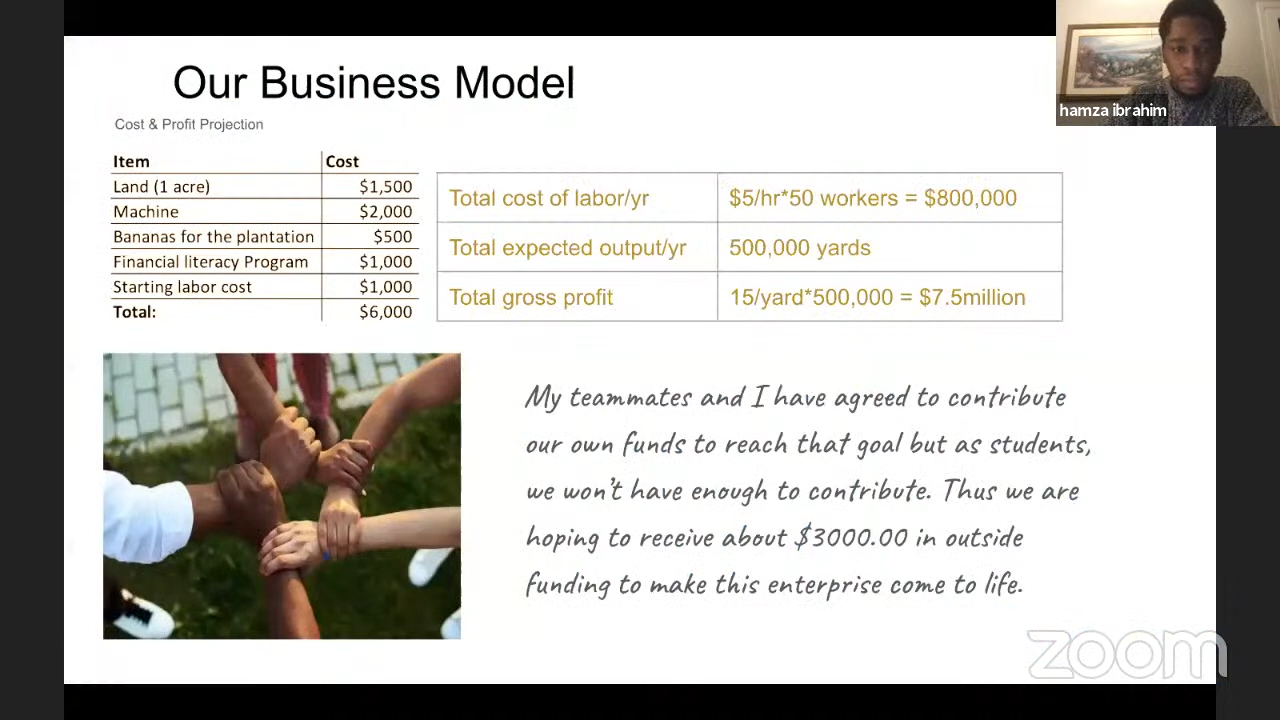 Our Business Model
Cost & Profit Projection
hamza ibrahim
Item Cost
Land (1 acre) $1,500
Machine $2,000
Bananas for the plantation $500
Financial literacy Program $1,000
Starting labor cost $1,000
Total: $6,000
Total cost of labor/yr $5/hr*50 workers = $800,000
Total expected output/yr 500,000 yards
Total gross profit 15/yard*500,000 = $7.5million
My teammates and I have agreed to contribute
our own funds to reach that goal but as students,
we won't have enough to contribute. Thus we are
hoping to receive about $3000.00 in outside
funding to make this enterprise come to life.
zoom